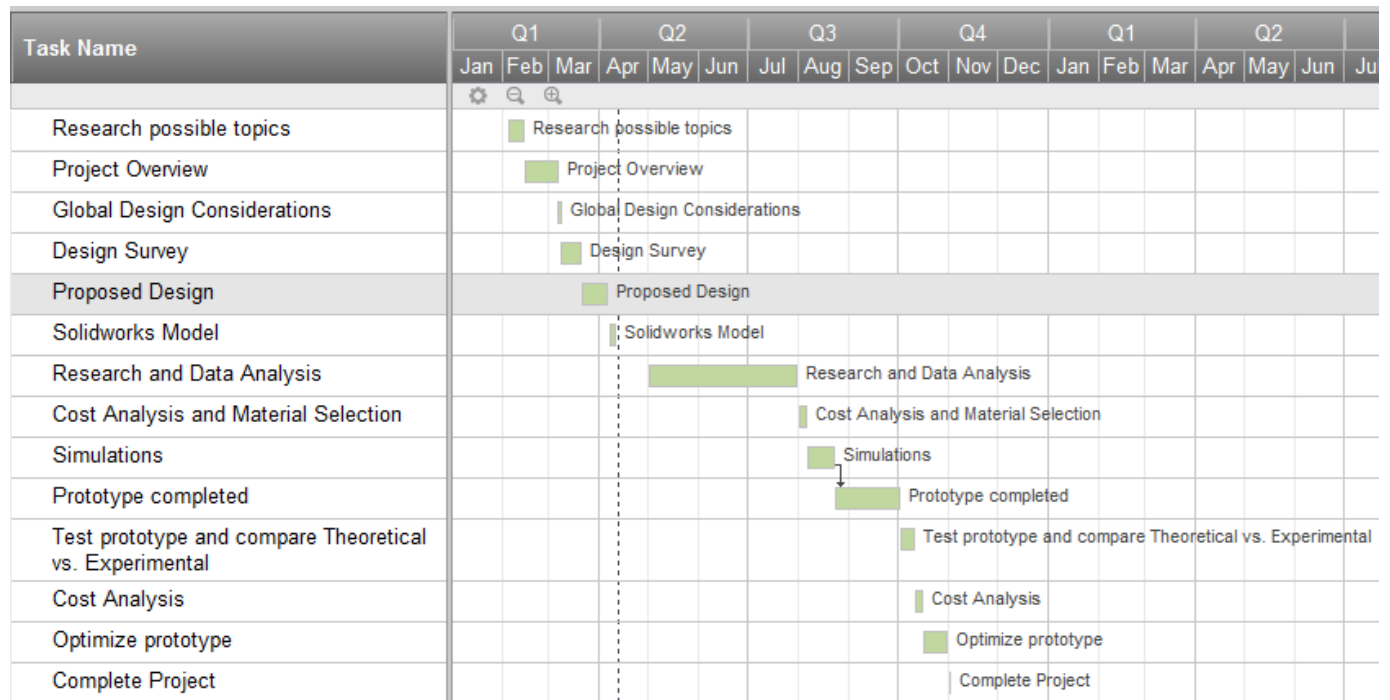 Task Name
Q1 Q2 Q3 Q4 Q1 Q2
Jan Feb Mar Apr May Jun Jul Aug Sep Oct Nov Dec Jan Feb Mar Apr May Jun Ju
Research possible topics Research possible topics
Project Overview Project Overview
Global Design Considerations Global Design Considerations
Design Survey Design Survey
Proposed Design Proposed Design
Solidworks Model Solidworks Model
Research and Data Analysis Research and Data Analysis
Cost Analysis and Material Selection Cost Analysis and Material Selection
Simulations Simulations
Prototype completed Prototype completed
Test prototype and compare Theoretical Test prototype and compare Theoretical vs. Experimental
vs. Experimental
Cost Analysis Cost Analysis
Optimize prototype Optimize prototype
Complete Project Complete Project